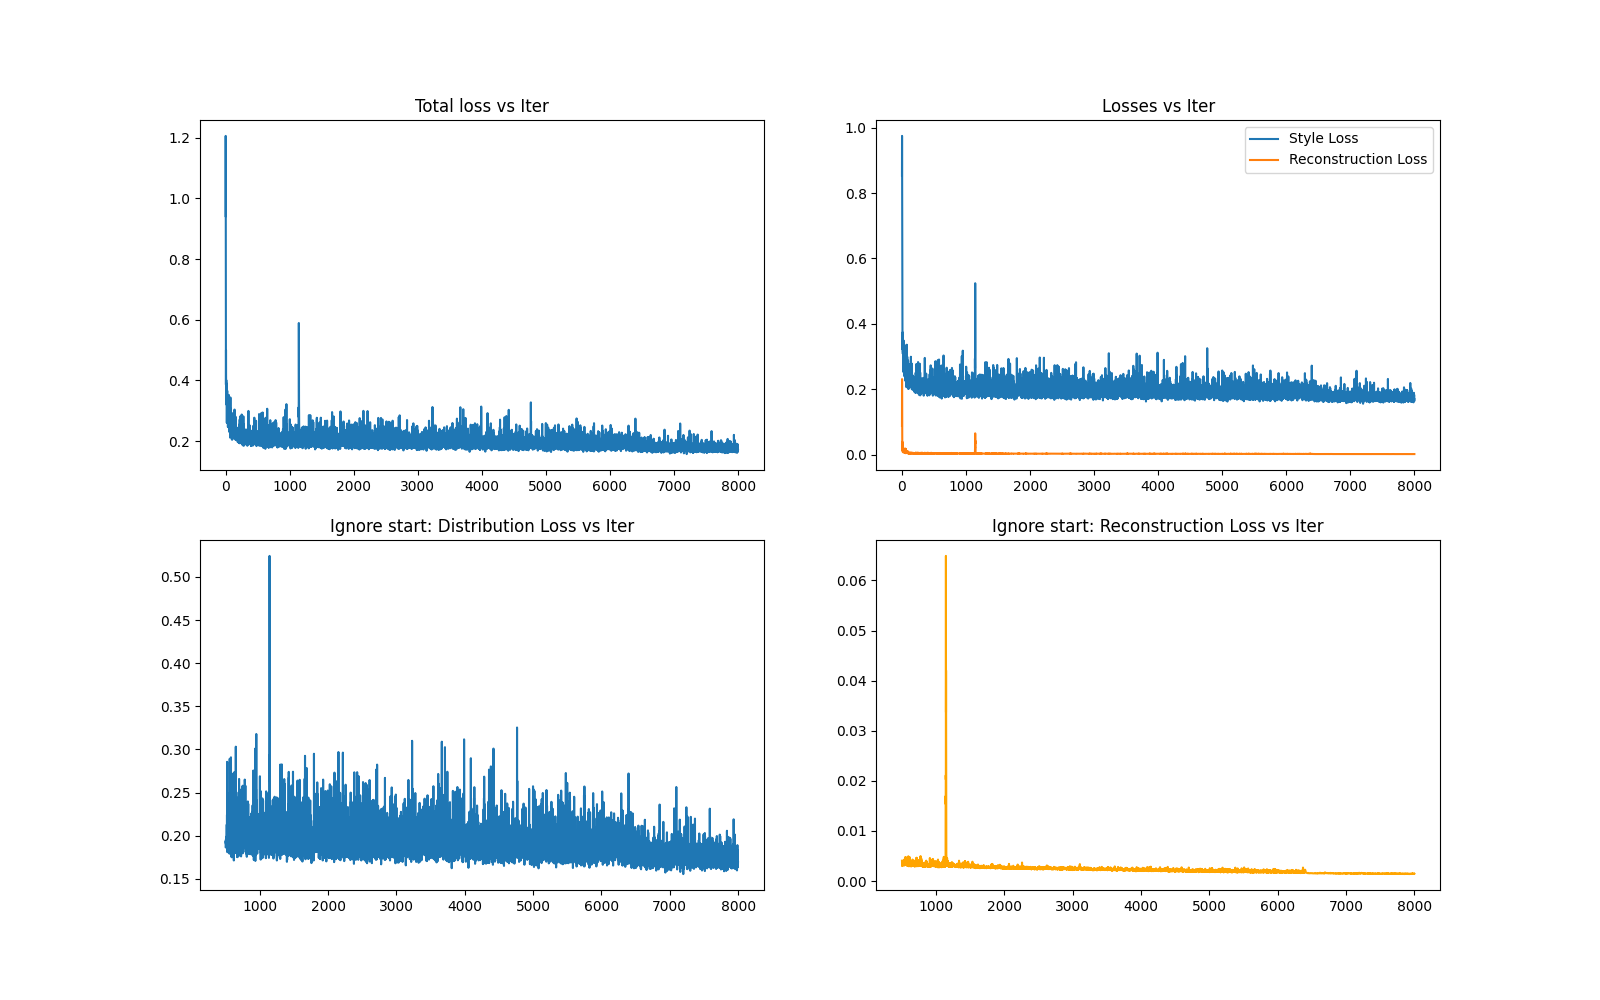 Total loss vs Iter
1.2
1.0
0.8
0.6
0.4
0.2
0 1000 2000 3000 4000 5000 6000 7000 8000
Losses vs Iter
Style Loss
Reconstruction Loss
1.0
0.8
0.6
0.4
0.2
0.0
0 1000 2000 3000 4000 5000 6000 7000 8000
Ignore start: Distribution Loss vs Iter
0.50
0.45
0.40
0.35
0.30
0.25
0.20
0.15
1000 2000 3000 4000 5000 6000 7000 8000
Ignore start: Reconstruction Loss vs Iter
0.06
0.05
0.04
0.03
0.02
0.01
0.00
1000 2000 3000 4000 5000 6000 7000 8000